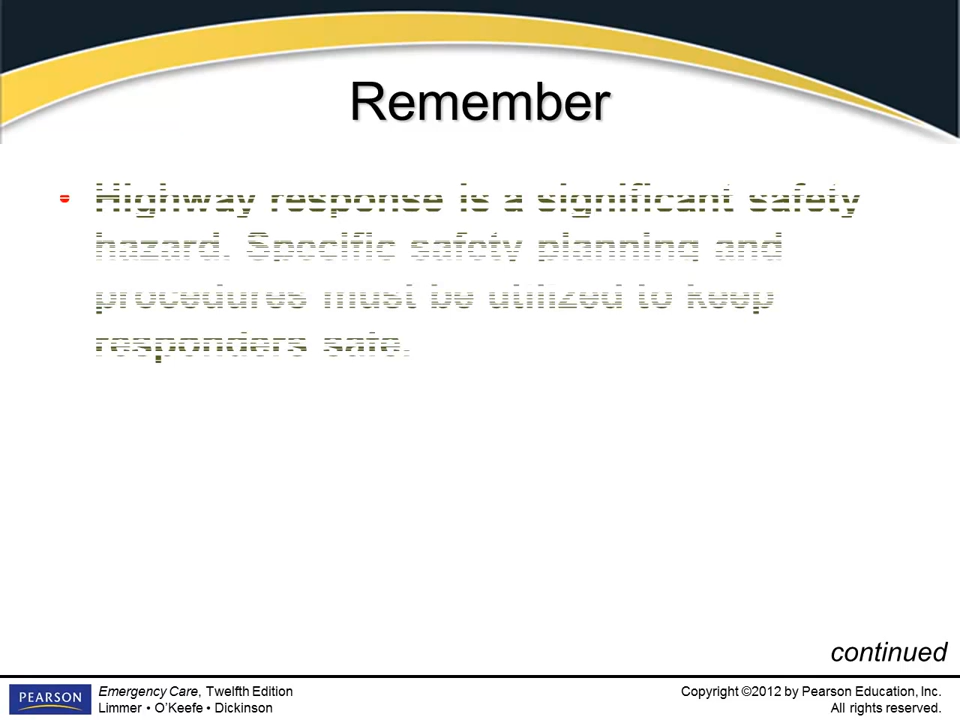 Remember
• Highway response is a significant safety
hazard. Specific safety planning and
procedures must be utilized to keep
responders safe.
continued
PEARSON
Emergency Care, Twelfth Edition
Limmer • O'Keefe • Dickinson
Copyright ©2012 by Pearson Education, Inc.
All rights reserved.